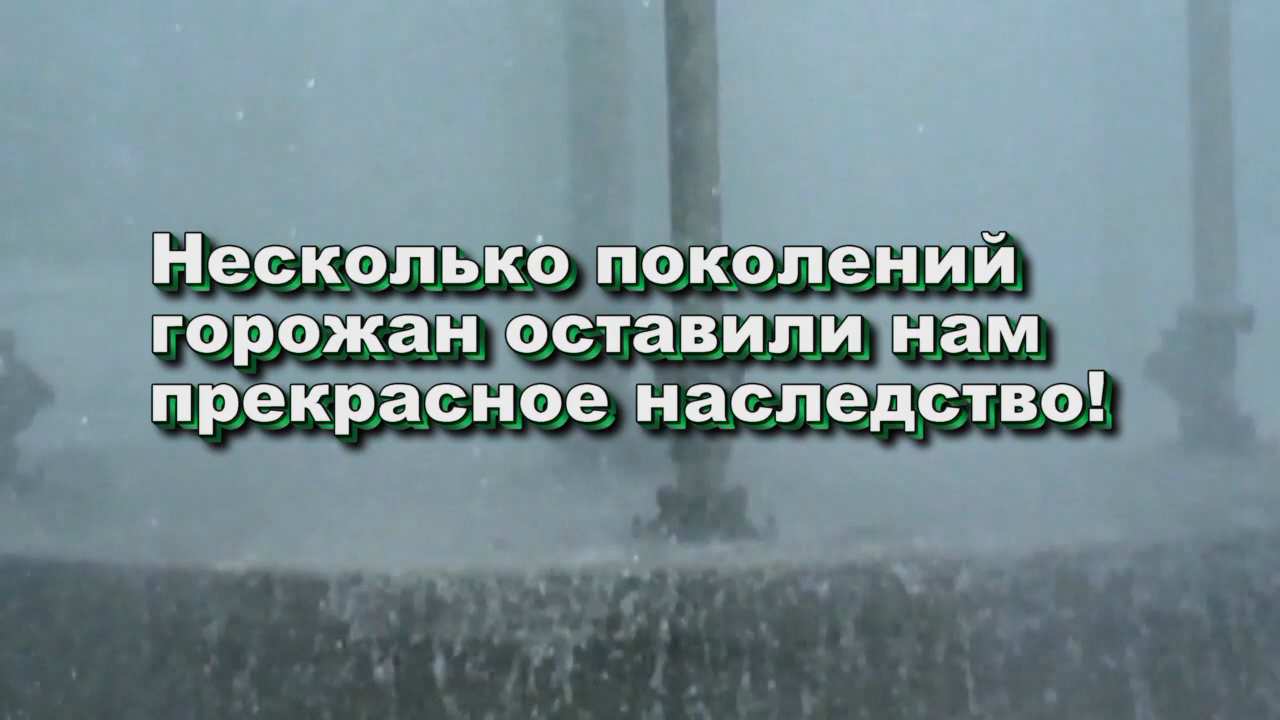 Несколько поколений
горожан оставили нам
прекрасное наследство!